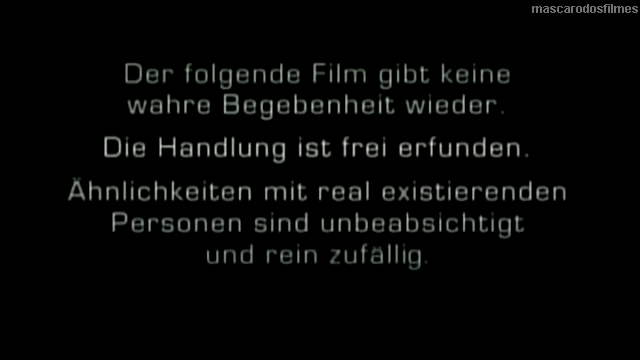 mascarodosfilmes
Der folgende Film gibt keine
wahre Begebenheit wieder.
Die Handlung ist frei erfunden.
Ähnlichkeiten mit real existierenden
Personen sind unbeabsichtigt
und rein zufällig.